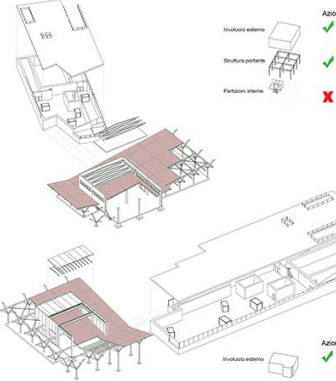 Azio
Involucro esterno
Struttura portante
Partizioni interne
Azio
Involucro esterno